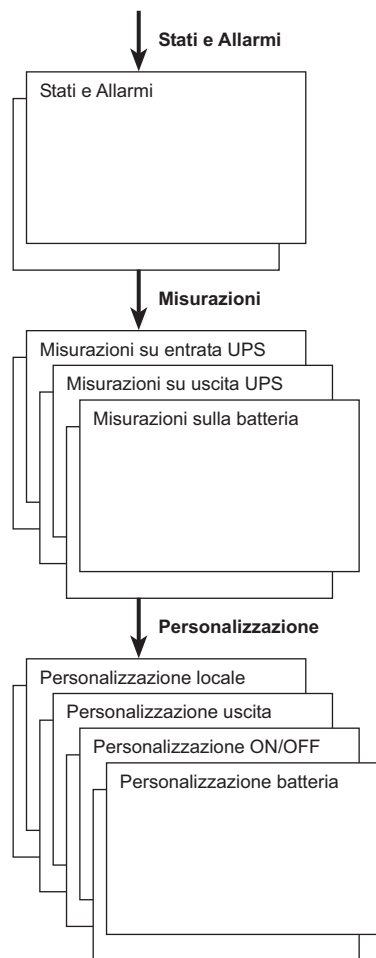 Stati e Allarmi
Stati e Allarmi
Misurazioni
Misurazioni su entrata UPS
Misurazioni su uscita UPS
Misurazioni sulla batteria
Personalizzazione
Personalizzazione locale
Personalizzazione uscita
Personalizzazione ON/OFF
Personalizzazione batteria